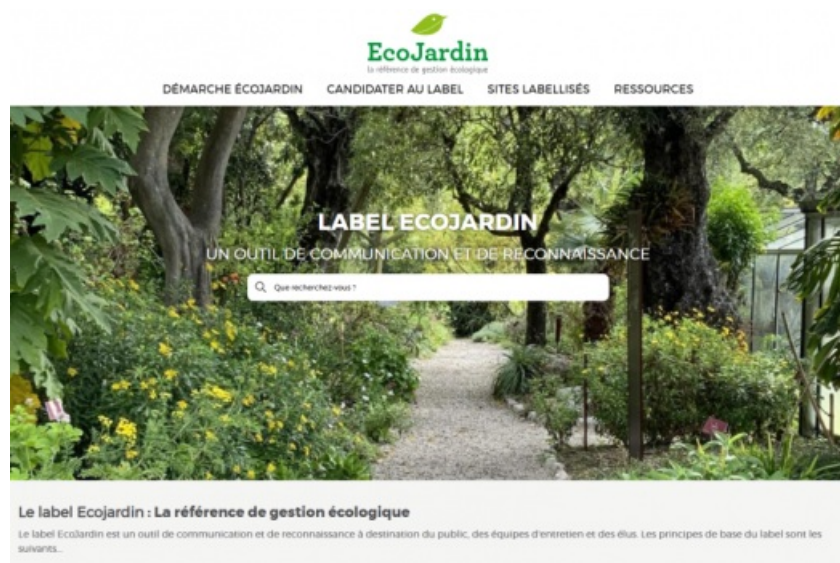 EcoJardin
la référence de gestion écologique
DÉMARCHE ÉCOJARDIN CANDIDATER AU LABEL SITES LABELLISÉS RESSOURCES
LABEL ECOJARDIN
UN OUTIL DE COMMUNICATION ET DE RECONNAISSANCE
Que recherchez-vous ?
Le label Ecojardin : La référence de gestion écologique
Le label EcoJardin est un outil de communication et de reconnaissance à destination du public, des équipes d'entretien et des élus. Les principes de base du label sont les
suivants...